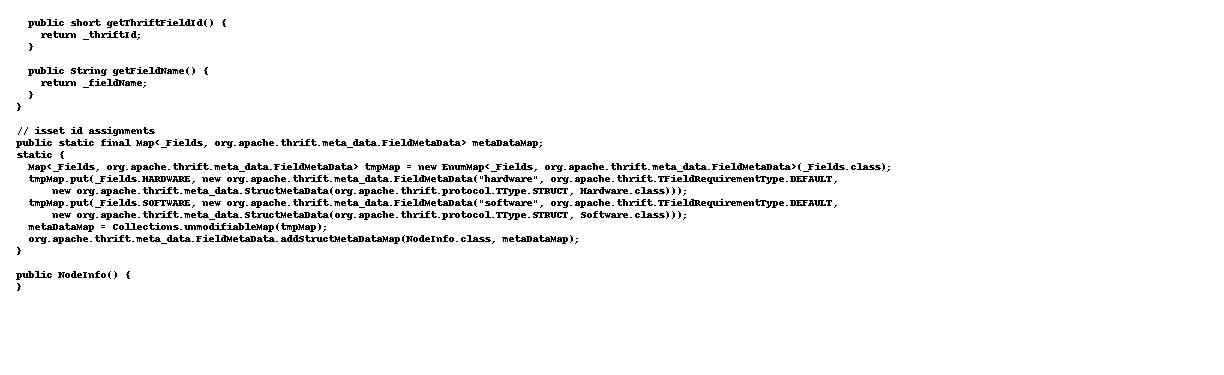 public short getThriftFieldId() {
    return _thriftId;
  }

  public String getFieldName() {
    return _fieldName;
  }
}

// isset id assignments
public static final Map<_Fields, org.apache.thrift.meta_data.FieldMetaData> metaDataMap;
static {
  Map<_Fields, org.apache.thrift.meta_data.FieldMetaData> tmpMap = new EnumMap<_Fields, org.apache.thrift.meta_data.FieldMetaData>(_Fields.class);
  tmpMap.put(_Fields.HARDWARE, new org.apache.thrift.meta_data.FieldMetaData("hardware", org.apache.thrift.TFieldRequirementType.DEFAULT,
      new org.apache.thrift.meta_data.StructMetaData(org.apache.thrift.protocol.TType.STRUCT, Hardware.class)));
  tmpMap.put(_Fields.SOFTWARE, new org.apache.thrift.meta_data.FieldMetaData("software", org.apache.thrift.TFieldRequirementType.DEFAULT,
      new org.apache.thrift.meta_data.StructMetaData(org.apache.thrift.protocol.TType.STRUCT, Software.class)));
  metaDataMap = Collections.unmodifiableMap(tmpMap);
  org.apache.thrift.meta_data.FieldMetaData.addStructMetaDataMap(NodeInfo.class, metaDataMap);
}

public NodeInfo() {
}